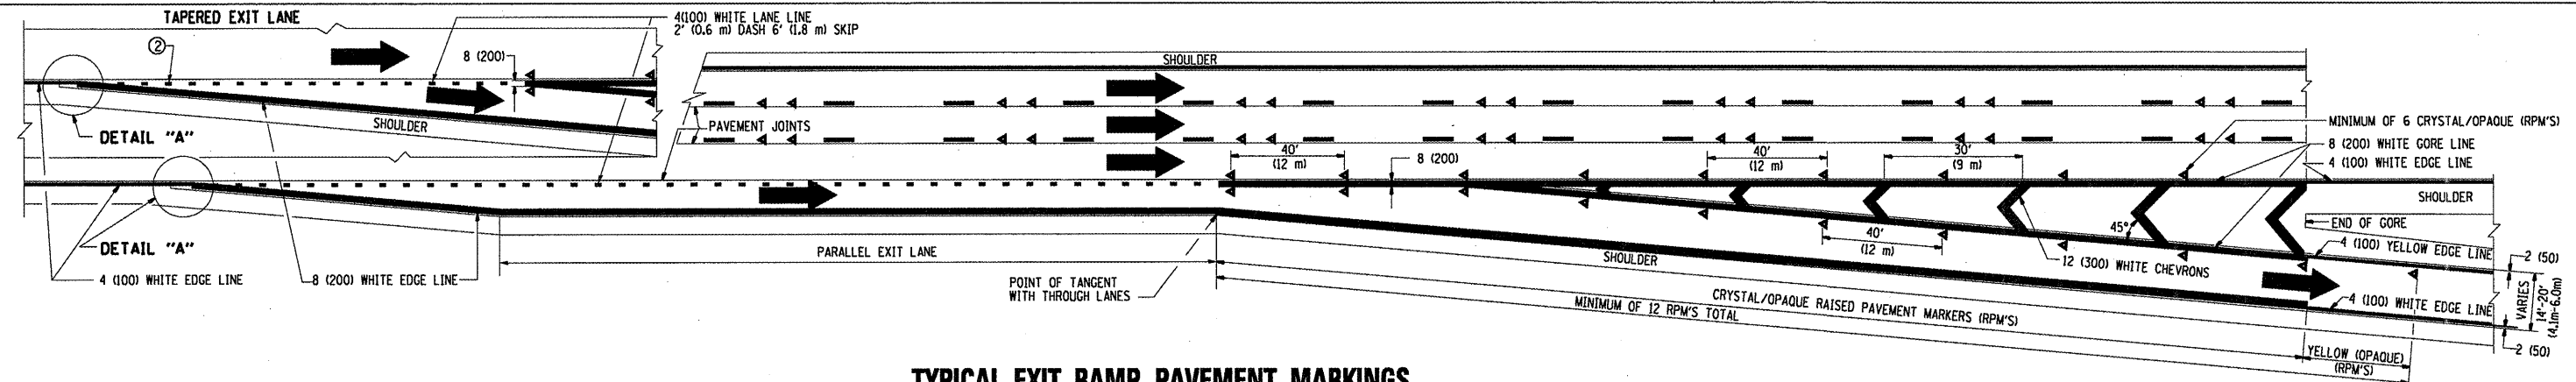 TAPERED EXIT LANE
4(100) WHITE LANE LINE
2' (0.6 m) DASH 6' (1.8 m) SKIP
②
8 (200)
SHOULDER
DETAIL "A"
SHOULDER
PAVEMENT JOINTS
MINIMUM OF 6 CRYSTAL/OPAQUE (RPM'S)
8 (200) WHITE GORE LINE
4 (100) WHITE EDGE LINE
40'
(12 m)
8 (200)
40'
(12 m)
30'
(9 m)
SHOULDER
END OF GORE
45°
4 (100) YELLOW EDGE LINE
2 (50)
DETAIL "A"
PARALLEL EXIT LANE
40'
(12 m)
SHOULDER
12 (300) WHITE CHEVRONS
4 (100) WHITE EDGE LINE
8 (200) WHITE EDGE LINE
POINT OF TANGENT
WITH THROUGH LANES
CRYSTAL/OPAQUE RAISED PAVEMENT MARKERS (RPM'S)
MINIMUM OF 12 RPM'S TOTAL
4 (100) WHITE EDGE LINE
VARIES
14'-20'
(4.1m-6.0m)
2 (50)
YELLOW (OPAQUE)
(RPM'S)
TYPICAL EXIT RAMP PAVEMENT MARKINGS